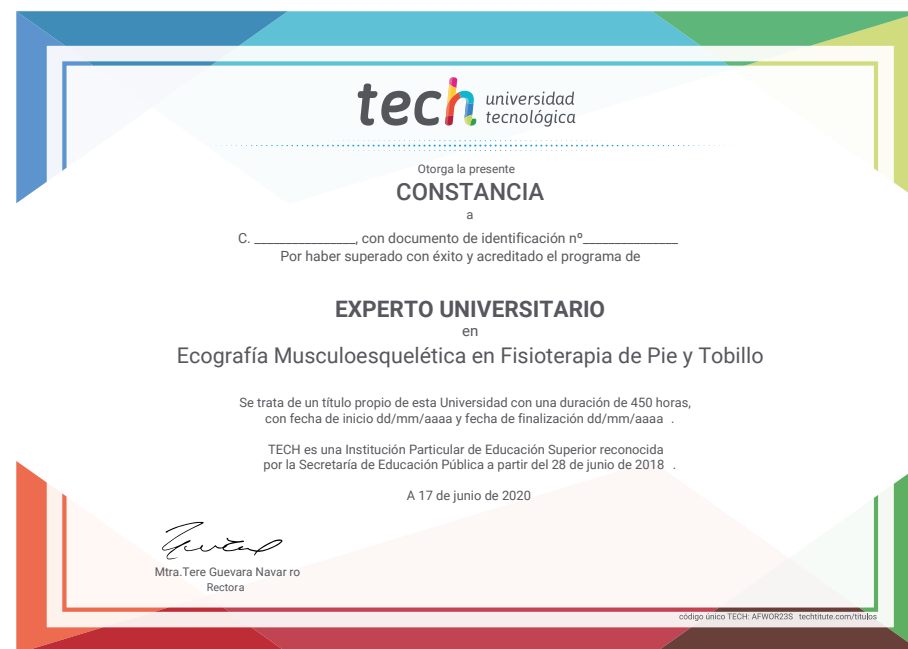 tech universidad
tecnológica
Otorga la presente
CONSTANCIA
a
C. ________________, con documento de identificación nº_______________
Por haber superado con éxito y acreditado el programa de
EXPERTO UNIVERSITARIO
en
Ecografía Musculoesquelética en Fisioterapia de Pie y Tobillo
Se trata de un título propio de esta Universidad con una duración de 450 horas,
con fecha de inicio dd/mm/aaaa y fecha de finalización dd/mm/aaaa .
TECH es una Institución Particular de Educación Superior reconocida
por la Secretaría de Educación Pública a partir del 28 de junio de 2018 .
A 17 de junio de 2020
Mtra.Tere Guevara Navar ro
Rectora
código único TECH: AFWOR23S techtitute.com/titulos